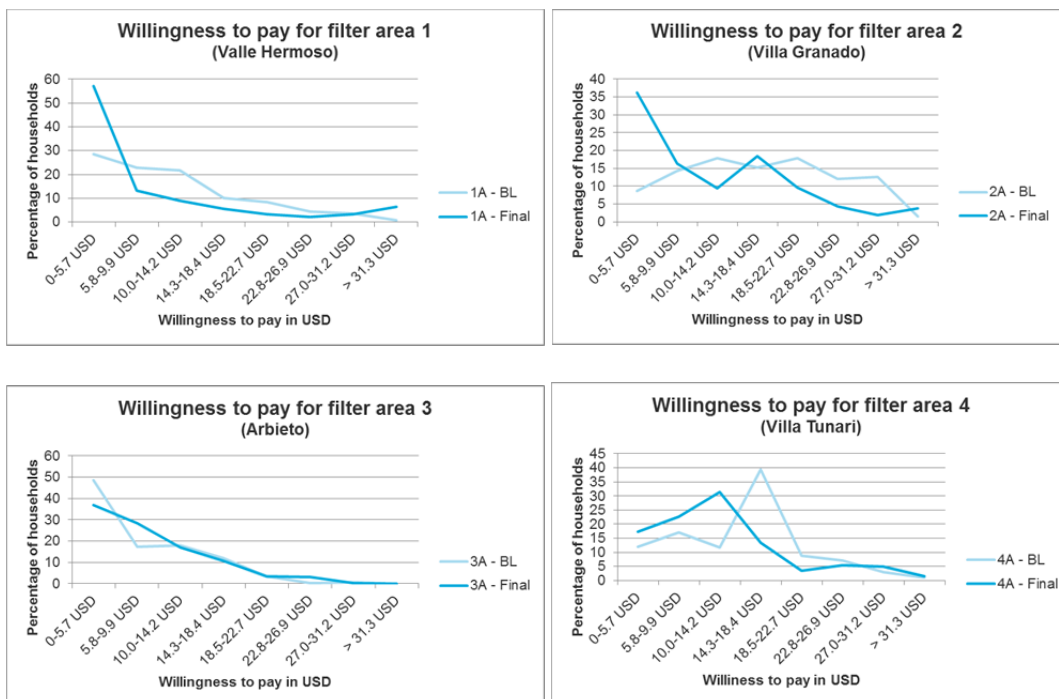 Willingness to pay for filter area 1
(Valle Hermoso)
Percentage of households
60
50
40
30
20
10
0
0-5.7 USD
5.8-9.9 USD
10.0-14.2 USD
14.3-18.4 USD
18.5-22.7 USD
22.8-26.9 USD
27.0-31.2 USD
> 31.3 USD
Willingness to pay in USD
1A - BL
1A - Final
Willingness to pay for filter area 2
(Villa Granado)
Percentage of households
40
35
30
25
20
15
10
5
0
0-5.7 USD
5.8-9.9 USD
10.0-14.2 USD
14.3-18.4 USD
18.5-22.7 USD
22.8-26.9 USD
27.0-31.2 USD
> 31.3 USD
Willingness to pay in USD
2A - BL
2A - Final
Willingness to pay for filter area 3
(Arbieto)
Percentage of households
60
50
40
30
20
10
0
0-5.7 USD
5.8-9.9 USD
10.0-14.2 USD
14.3-18.4 USD
18.5-22.7 USD
22.8-26.9 USD
27.0-31.2 USD
> 31.3 USD
Willingness to pay in USD
3A - BL
3A - Final
Willingness to pay for filter area 4
(Villa Tunari)
Percentage of households
45
40
35
30
25
20
15
10
5
0
0-5.7 USD
5.8-9.9 USD
10.0-14.2 USD
14.3-18.4 USD
18.5-22.7 USD
22.8-26.9 USD
27.0-31.2 USD
> 31.3 USD
Williness to pay in USD
4A - BL
4A - Final